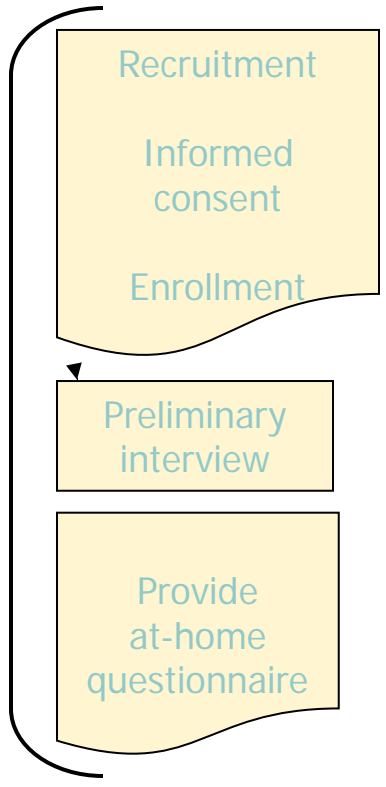 Recruitment
Informed
consent
Enrollment
Preliminary
interview
Provide
at-home
questionnaire